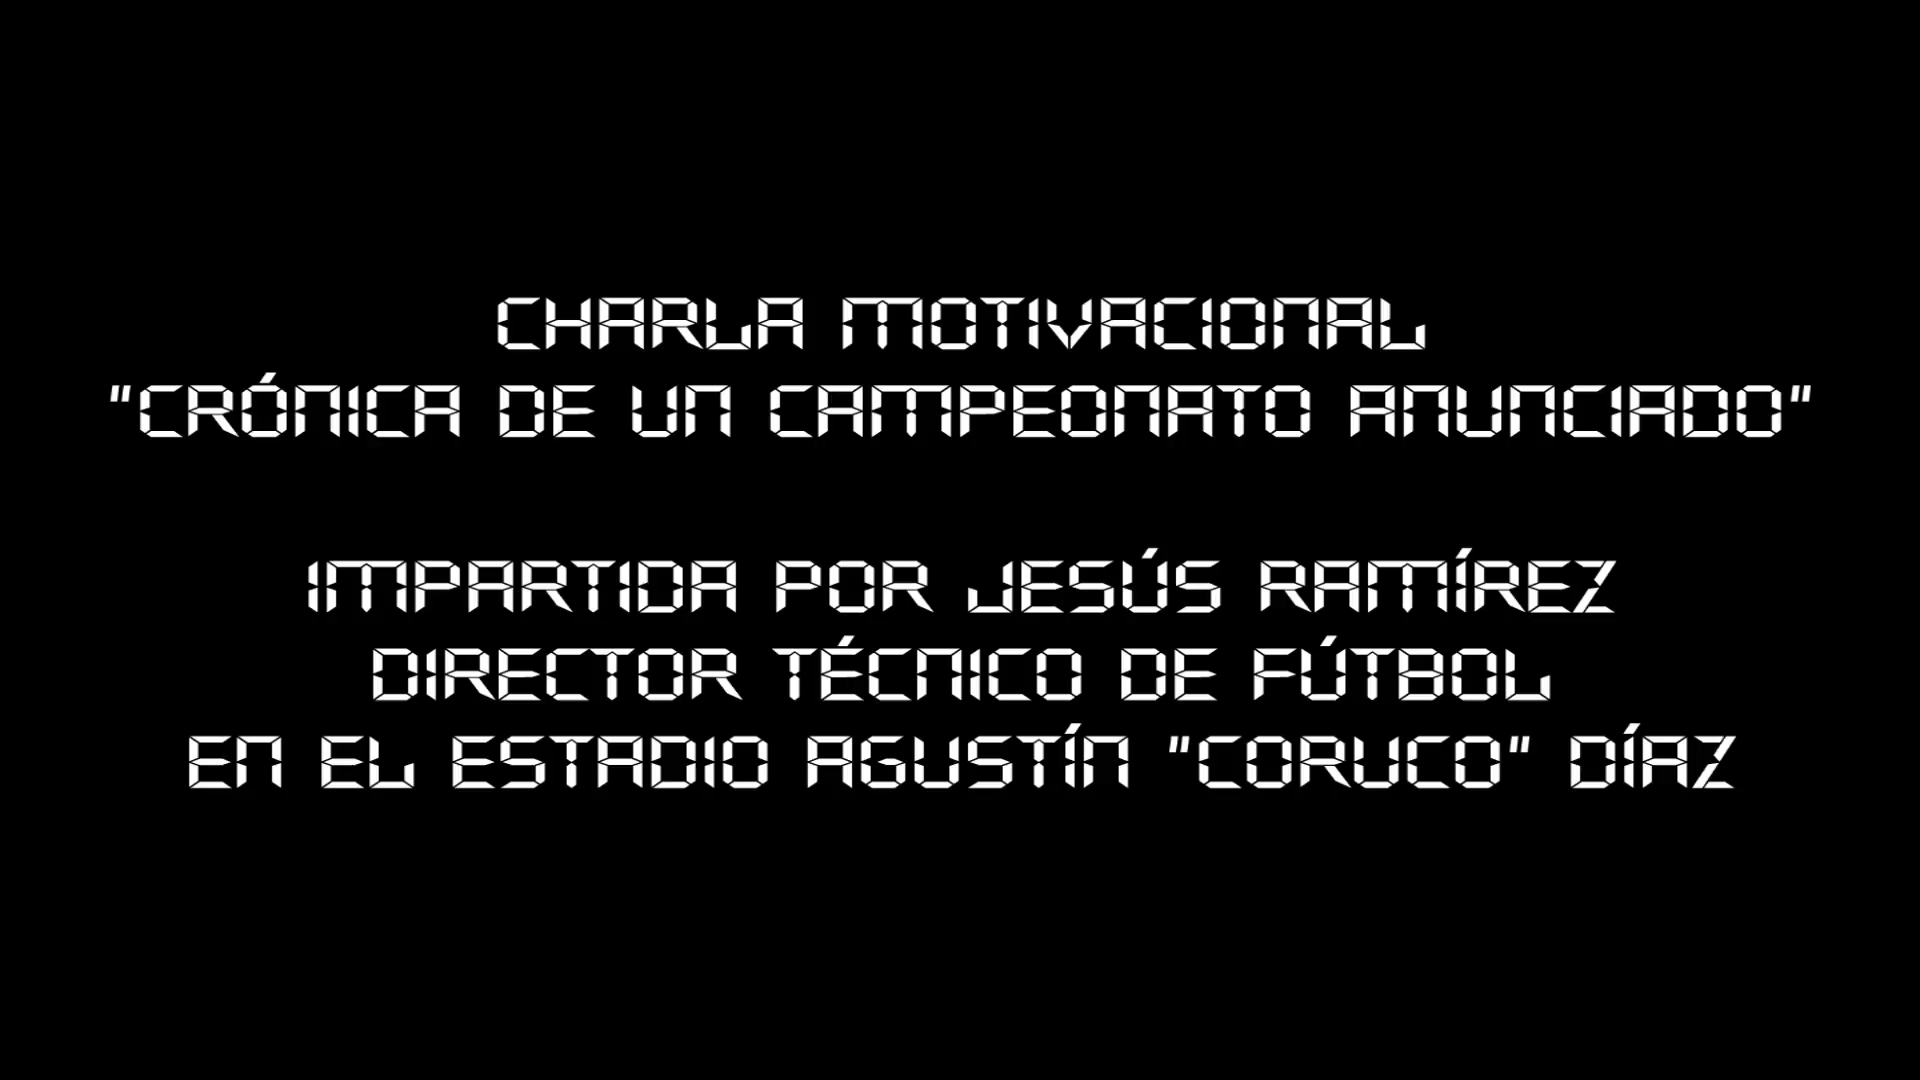 CHARLA MOTIVACIONAL
"CRÓNICA DE UN CAMPEONATO ANUNCIADO"
IMPARTIDA POR JESÚS RAMÍREZ
DIRECTOR TÉCNICO DE FÚTBOL
EN EL ESTADIO AGUSTÍN "CORUCO" DÍAZ